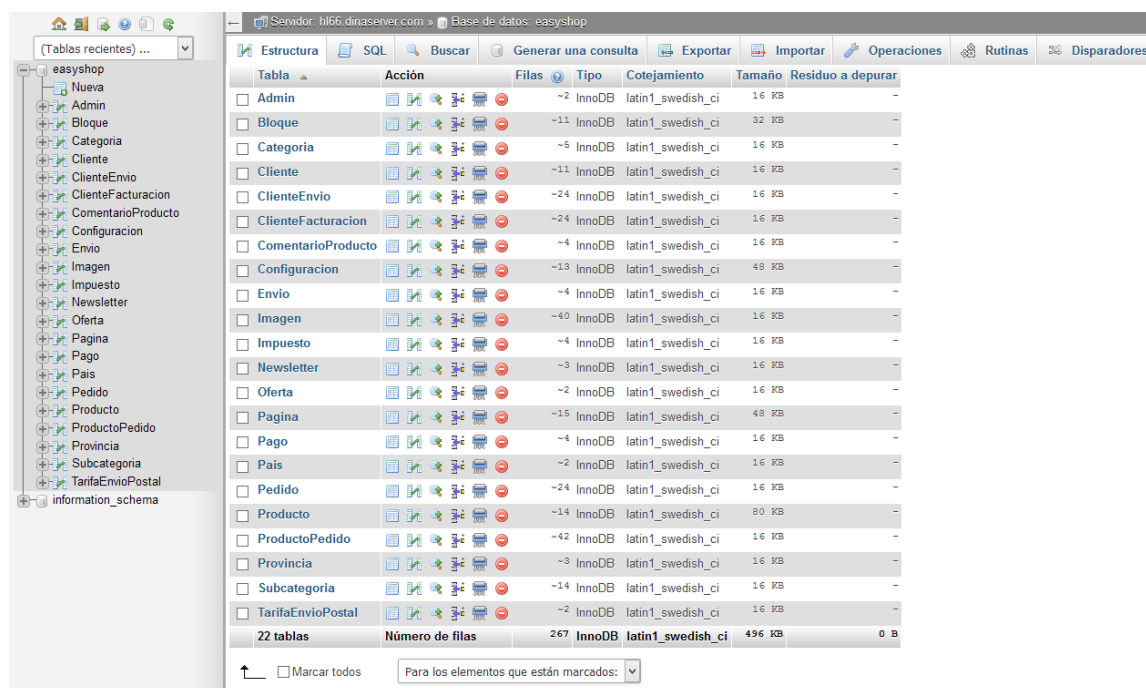 (Tablas recientes) ...
easyshop
Nueva
Admin
Bloque
Categoria
Cliente
ClienteEnvio
ClienteFacturacion
ComentarioProducto
Configuracion
Envio
Imagen
Impuesto
Newsletter
Oferta
Pagina
Pago
Pais
Pedido
Producto
ProductoPedido
Provincia
Subcategoria
TarifaEnvioPostal
information_schema
Servidor: hl66.dinaserver.com » Base de datos: easyshop
Estructura SQL Buscar Generar una consulta Exportar Importar Operaciones Rutinas Disparadores
Tabla Acción Filas Tipo Cotejamiento Tamaño Residuo a depurar
Admin ~2 InnoDB latin1_swedish_ci 16 KB -
Bloque ~11 InnoDB latin1_swedish_ci 32 KB -
Categoria ~5 InnoDB latin1_swedish_ci 16 KB -
Cliente ~11 InnoDB latin1_swedish_ci 16 KB -
ClienteEnvio ~24 InnoDB latin1_swedish_ci 16 KB -
ClienteFacturacion ~24 InnoDB latin1_swedish_ci 16 KB -
ComentarioProducto ~4 InnoDB latin1_swedish_ci 16 KB -
Configuracion ~13 InnoDB latin1_swedish_ci 48 KB -
Envio ~4 InnoDB latin1_swedish_ci 16 KB -
Imagen ~40 InnoDB latin1_swedish_ci 16 KB -
Impuesto ~4 InnoDB latin1_swedish_ci 16 KB -
Newsletter ~3 InnoDB latin1_swedish_ci 16 KB -
Oferta ~2 InnoDB latin1_swedish_ci 16 KB -
Pagina ~15 InnoDB latin1_swedish_ci 48 KB -
Pago ~4 InnoDB latin1_swedish_ci 16 KB -
Pais ~2 InnoDB latin1_swedish_ci 16 KB -
Pedido ~24 InnoDB latin1_swedish_ci 16 KB -
Producto ~14 InnoDB latin1_swedish_ci 80 KB -
ProductoPedido ~42 InnoDB latin1_swedish_ci 16 KB -
Provincia ~3 InnoDB latin1_swedish_ci 16 KB -
Subcategoria ~14 InnoDB latin1_swedish_ci 16 KB -
TarifaEnvioPostal ~2 InnoDB latin1_swedish_ci 16 KB -
22 tablas Número de filas 267 InnoDB latin1_swedish_ci 496 KB 0 B
Marcar todos Para los elementos que están marcados: